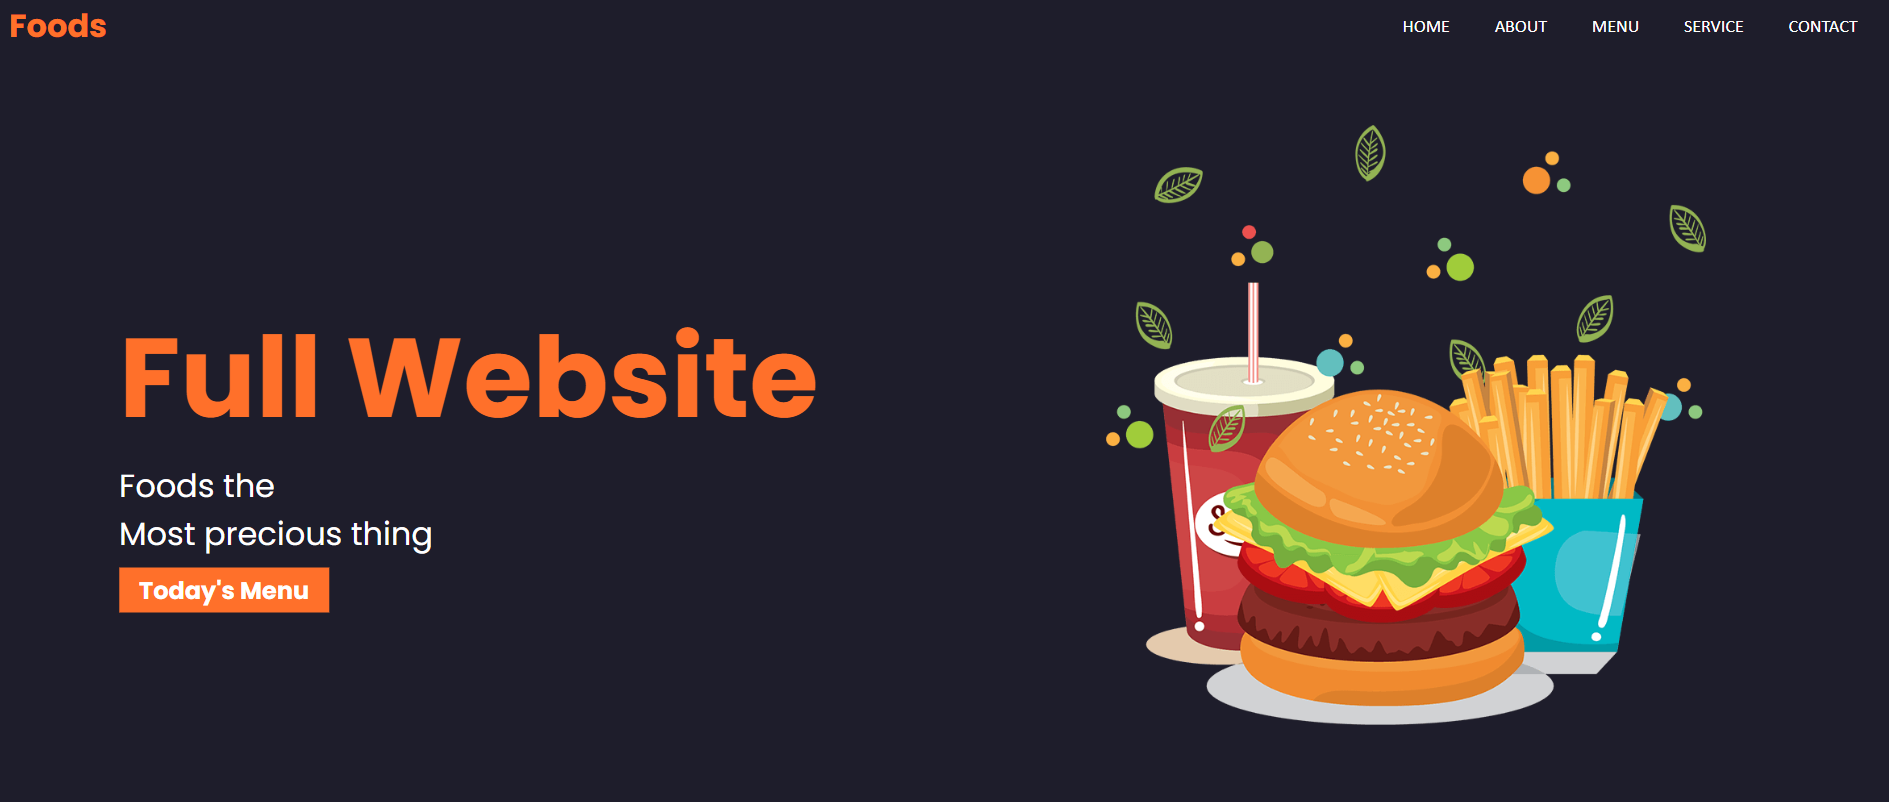 Foods
HOME ABOUT MENU SERVICE CONTACT
Full Website
Foods the
Most precious thing
Today's Menu